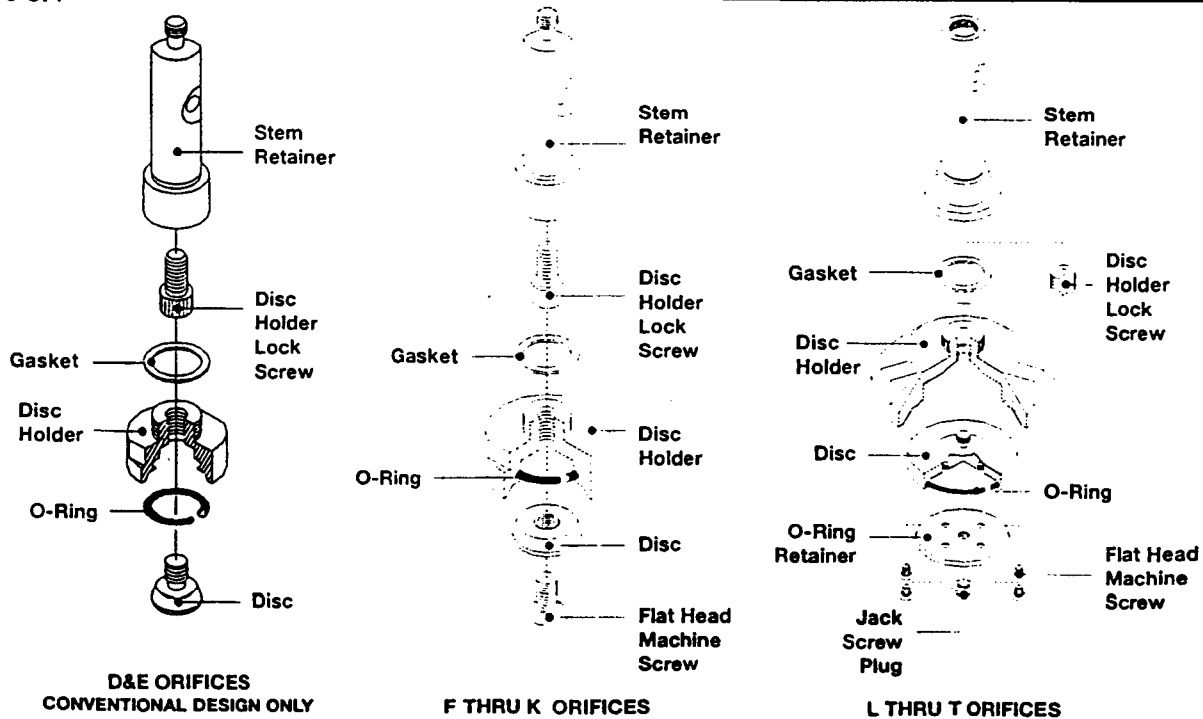 Stem
Retainer
Disc
Holder
Lock
Screw
Gasket
Disc
Holder
O-Ring
Disc
D&E ORIFICES
CONVENTIONAL DESIGN ONLY
Stem
Retainer
Disc
Holder
Lock
Screw
Gasket
Disc
Holder
O-Ring
Disc
Flat Head
Machine
Screw
F THRU K ORIFICES
Stem
Retainer
Gasket
Disc
Holder
Lock
Screw
Disc
Holder
Disc
O-Ring
O-Ring
Retainer
Flat Head
Machine
Screw
Jack
Screw
Plug
L THRU T ORIFICES